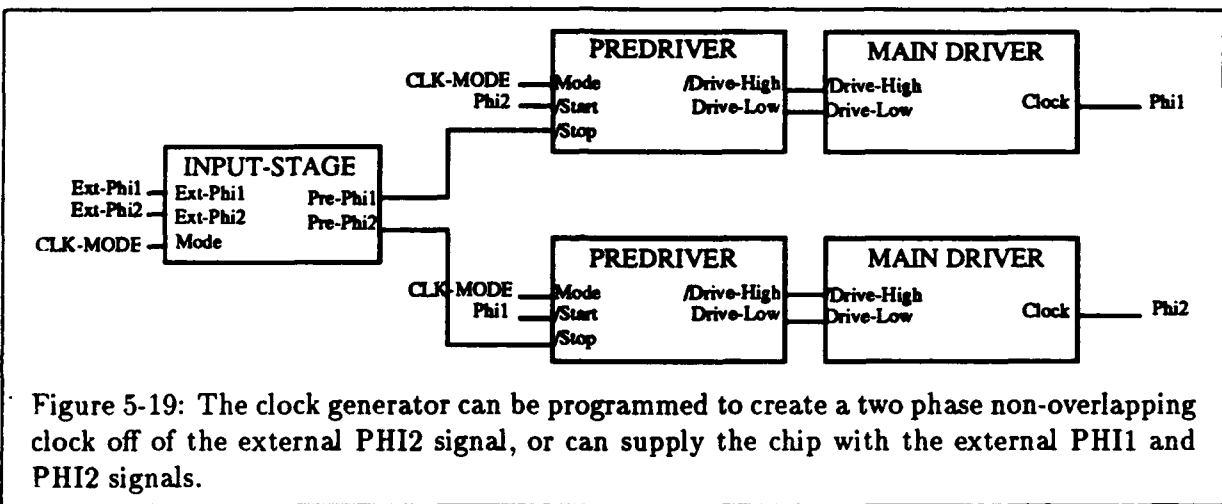 PREDRIVER
MAIN DRIVER
CLK-MODE
Mode
/Drive-High
/Drive-High
Phi2
/Start
Drive-Low
Drive-Low
Clock
Phi1
/Stop
INPUT-STAGE
Ext-Phi1
Ext-Phi1
Pre-Phi1
Ext-Phi2
Ext-Phi2
Pre-Phi2
CLK-MODE
Mode
PREDRIVER
MAIN DRIVER
CLK-MODE
Mode
/Drive-High
/Drive-High
Phi1
/Start
Drive-Low
Drive-Low
Clock
Phi2
/Stop
Figure 5-19: The clock generator can be programmed to create a two phase non-overlapping
clock off of the external PHI2 signal, or can supply the chip with the external PHI1 and
PHI2 signals.